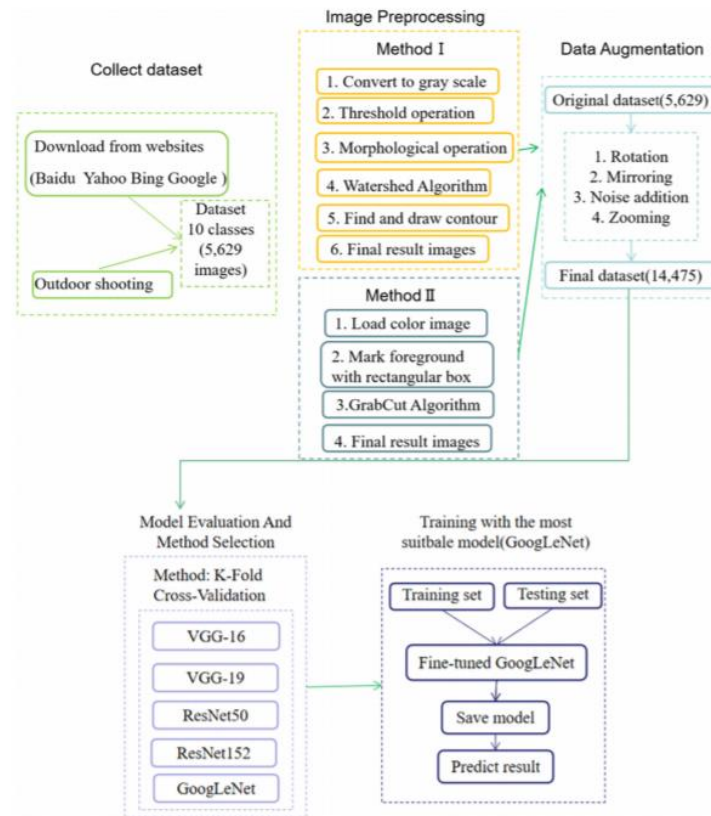 Collect dataset
Download from websites
(Baidu Yahoo Bing Google )
Outdoor shooting
Dataset
10 classes
(5,629
images)
Image Preprocessing
Method Ⅰ
1. Convert to gray scale
2. Threshold operation
3. Morphological operation
4. Watershed Algorithm
5. Find and draw contour
6. Final result images
Method Ⅱ
1. Load color image
2. Mark foreground
with rectangular box
3.GrabCut Algorithm
4. Final result images
Data Augmentation
Original dataset(5,629)
1. Rotation
2. Mirroring
3. Noise addition
4. Zooming
Final dataset(14,475)
Model Evaluation And
Method Selection
Method: K-Fold
Cross-Validation
VGG-16
VGG-19
ResNet50
ResNet152
GoogLeNet
Training with the most
suitbale model(GoogLeNet)
Training set
Testing set
Fine-tuned GoogLeNet
Save model
Predict result